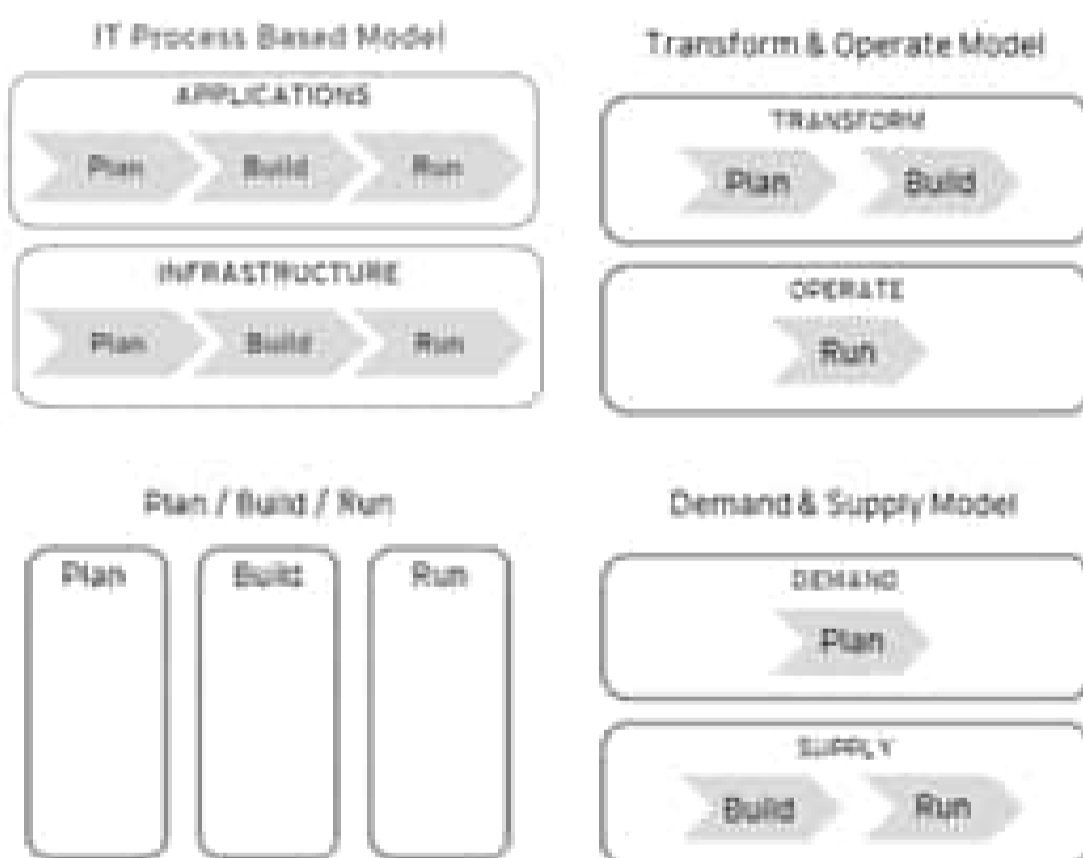 IT Process Based Model
APPLICATIONS
Plan Build Run
INFRASTRUCTURE
Plan Build Run
Transform & Operate Model
TRANSFORM
Plan Build
OPERATE
Run
Plan / Build / Run
Plan Build Run
Demand & Supply Model
DEMAND
Plan
SUPPLY
Build Run